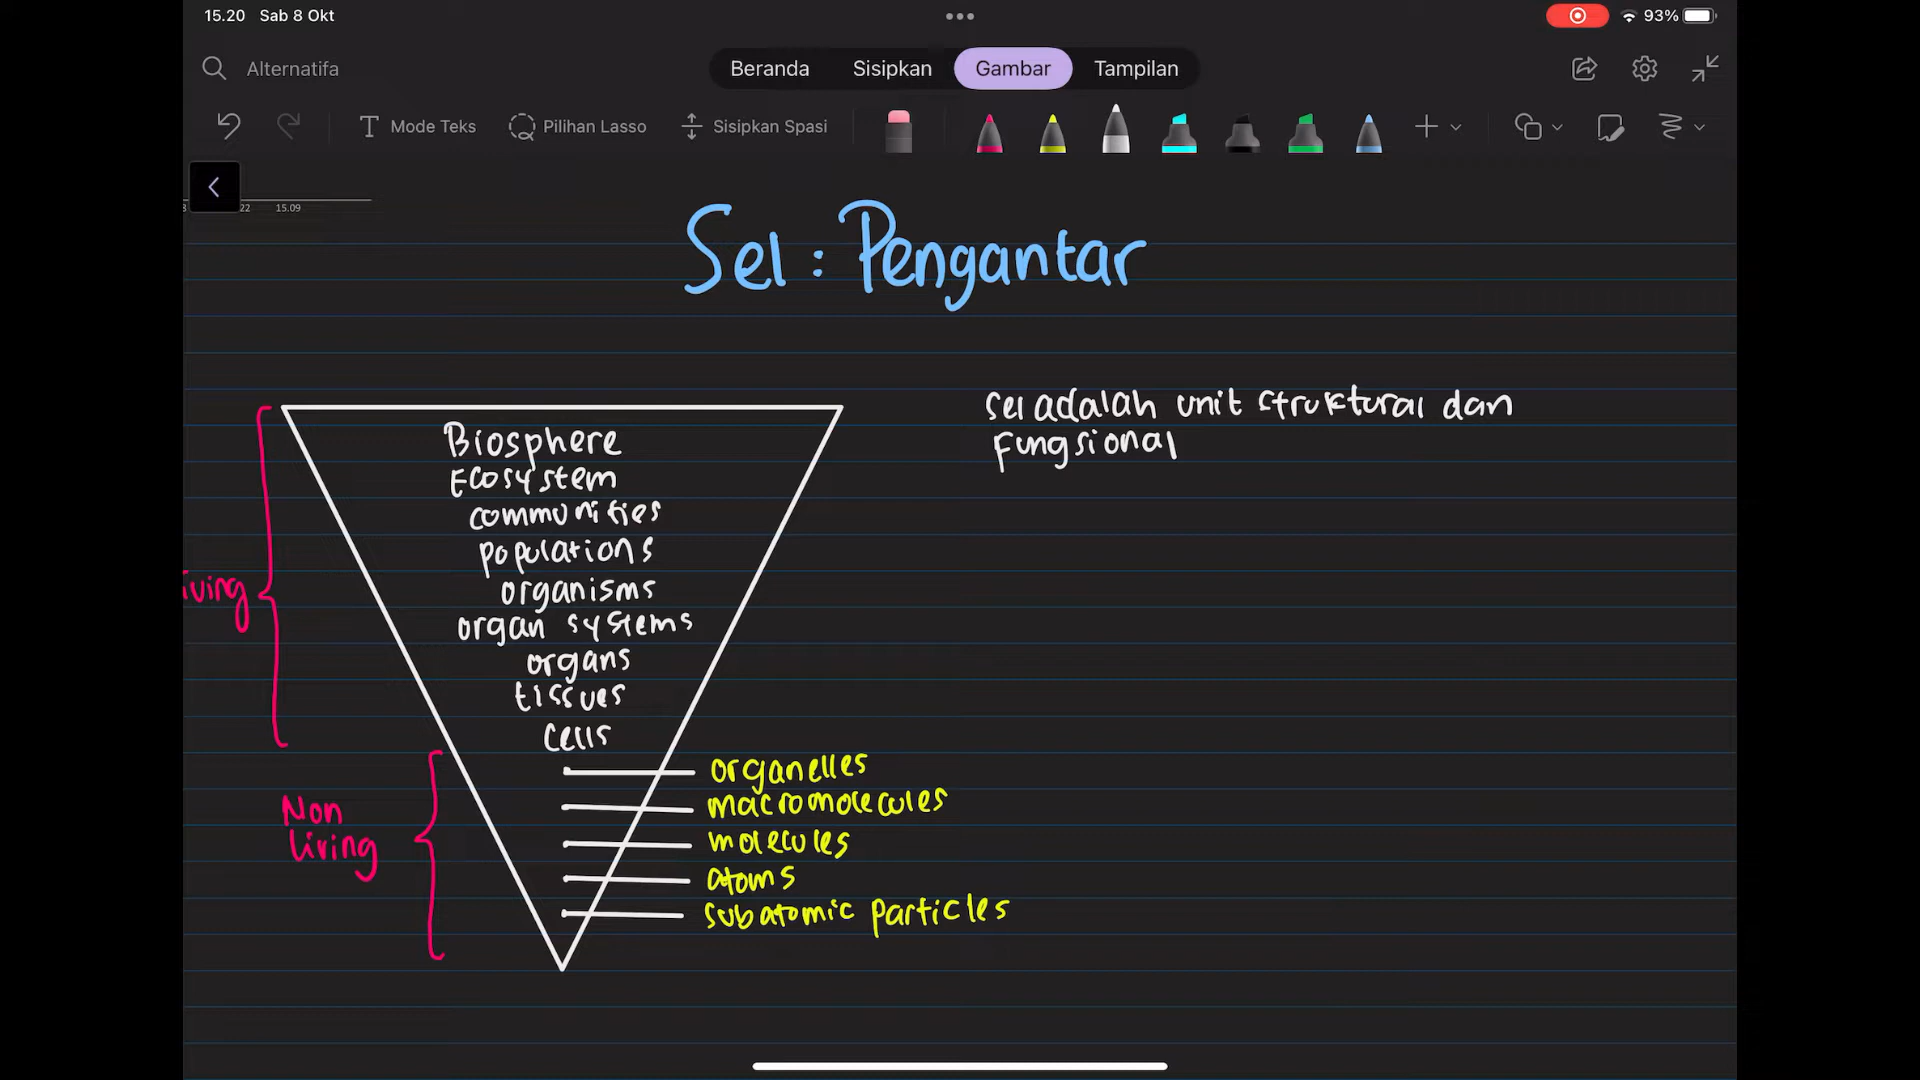 15.20 Sab 8 Okt
93%
Alternatifa
Beranda Sisipkan Gambar Tampilan
Mode Teks Pilihan Lasso Sisipkan Spasi
22 15.09
Sel : Pengantar
Sel adalah unit struktural dan
Fungsional
Biosphere
Ecosystem
communities
populations
organisms
organ systems
organs
tissues
Cells
iving
organelles
macromolecules
molecules
atoms
subatomic particles
Non
Living